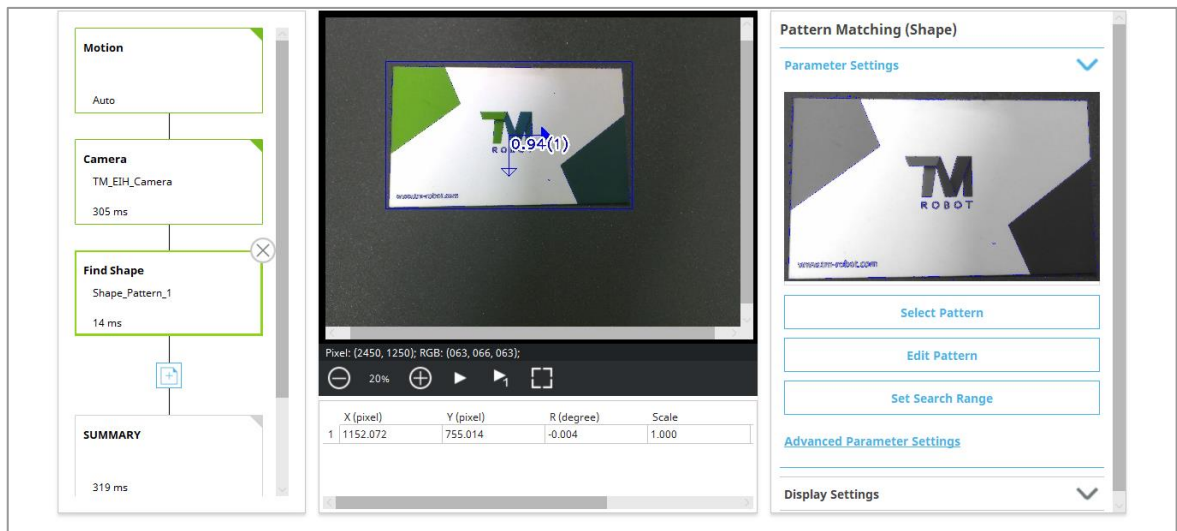 Motion
Auto
Camera
TM_EIH_Camera
305 ms
Find Shape
Shape_Pattern_1
14 ms
SUMMARY
319 ms
TM
ROBOT
0.94(1)
www.tm-robot.com
Pixel: (2450, 1250); RGB: (063, 066, 063);
20%
1
X (pixel) Y (pixel) R (degree) Scale
1 1152.072 755.014 -0.004 1.000
Pattern Matching (Shape)
Parameter Settings
TM
ROBOT
www.tm-robot.com
Select Pattern
Edit Pattern
Set Search Range
Advanced Parameter Settings
Display Settings